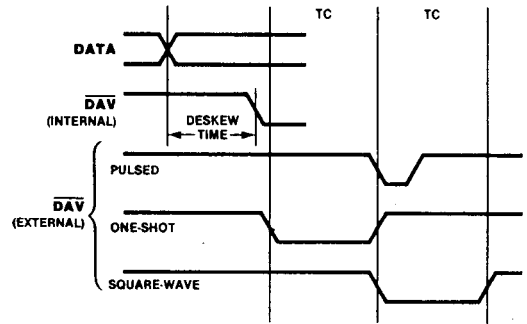 TC TC
DATA
DAV
(INTERNAL)
DESKEW
TIME
PULSED
DAV
(EXTERNAL)
ONE-SHOT
SQUARE-WAVE